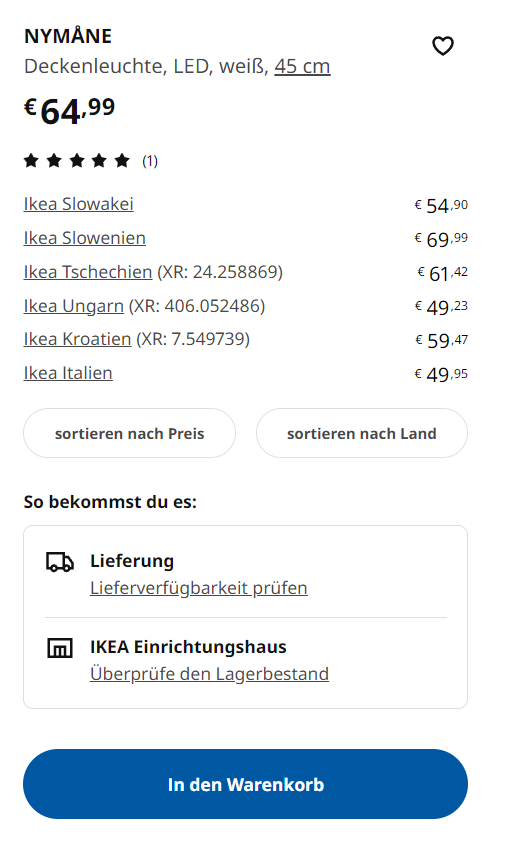 NYMÅNE
Deckenleuchte, LED, weiß, 45 cm
€64,99
(1)
Ikea Slowakei € 54,90
Ikea Slowenien € 69,99
Ikea Tschechien (XR: 24.258869) € 61,42
Ikea Ungarn (XR: 406.052486) € 49,23
Ikea Kroatien (XR: 7.549739) € 59,47
Ikea Italien € 49,95
sortieren nach Preis sortieren nach Land
So bekommst du es:
Lieferung
Lieferverfügbarkeit prüfen
IKEA Einrichtungshaus
Überprüfe den Lagerbestand
In den Warenkorb